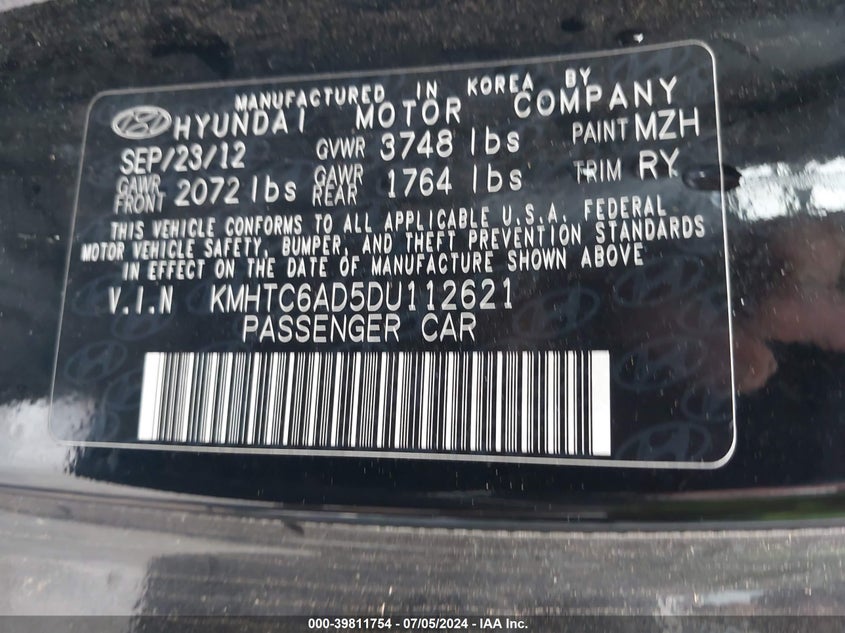 MANUFACTURED IN KOREA BY
HYUNDAI MOTOR COMPANY
SEP/23/12 GVWR 3748 lbs PAINT MZH
GAWR FRONT 2072 lbs GAWR REAR 1764 lbs TRIM RY
THIS VEHICLE CONFORMS TO ALL APPLICABLE U.S.A. FEDERAL
MOTOR VEHICLE SAFETY, BUMPER, AND THEFT PREVENTION STANDARDS
IN EFFECT ON THE DATE OF MANUFACTURE SHOWN ABOVE
V.I.N KMHTC6AD5DU112621
PASSENGER CAR
000-39811754 - 07/05/2024 - IAAI.com